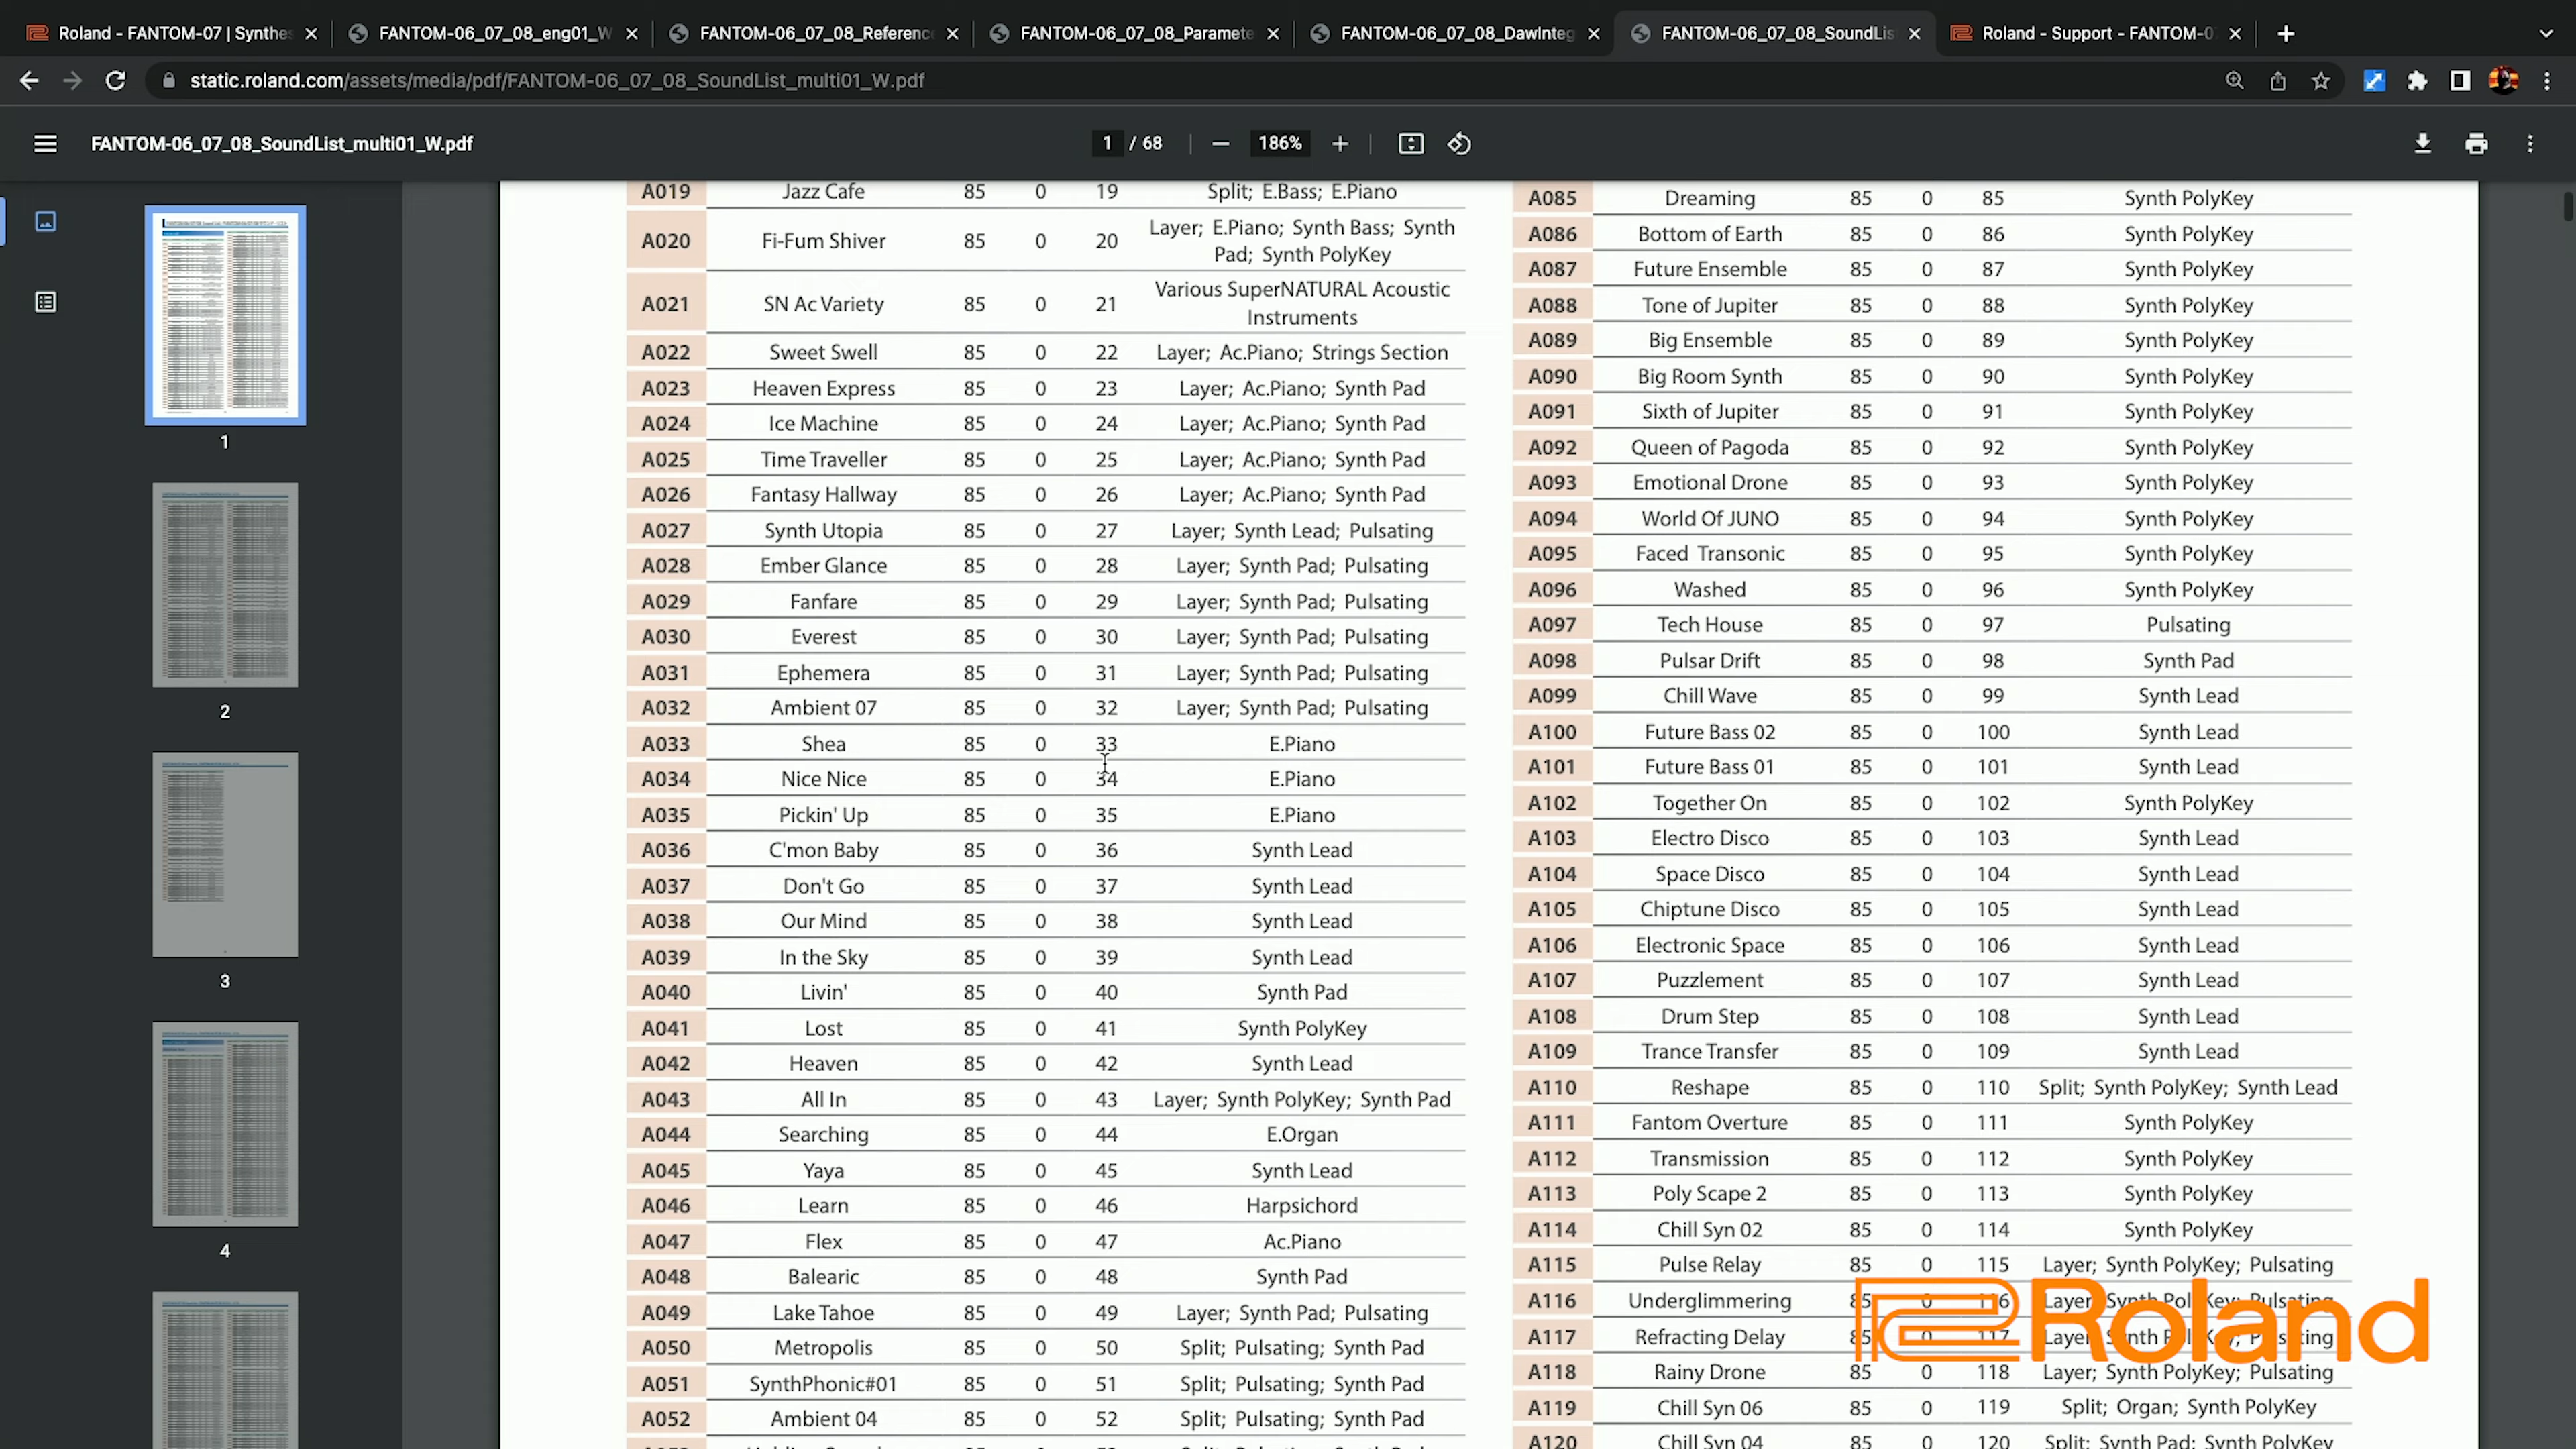 Roland - FANTOM-07 | Synthes
FANTOM-06_07_08_eng01_W
FANTOM-06_07_08_Reference
FANTOM-06_07_08_Paramete
FANTOM-06_07_08_DawInteg
FANTOM-06_07_08_SoundLis
Roland - Support - FANTOM-0
static.roland.com/assets/media/pdf/FANTOM-06_07_08_SoundList_multi01_W.pdf
FANTOM-06_07_08_SoundList_multi01_W.pdf
1 / 68
186%
1
2
3
4
A019 Jazz Cafe 85 0 19 Split; E.Bass; E.Piano
A020 Fi-Fum Shiver 85 0 20 Layer; E.Piano; Synth Bass; Synth
Pad; Synth PolyKey
A021 SN Ac Variety 85 0 21 Various SuperNATURAL Acoustic
Instruments
A022 Sweet Swell 85 0 22 Layer; Ac.Piano; Strings Section
A023 Heaven Express 85 0 23 Layer; Ac.Piano; Synth Pad
A024 Ice Machine 85 0 24 Layer; Ac.Piano; Synth Pad
A025 Time Traveller 85 0 25 Layer; Ac.Piano; Synth Pad
A026 Fantasy Hallway 85 0 26 Layer; Ac.Piano; Synth Pad
A027 Synth Utopia 85 0 27 Layer; Synth Lead; Pulsating
A028 Ember Glance 85 0 28 Layer; Synth Pad; Pulsating
A029 Fanfare 85 0 29 Layer; Synth Pad; Pulsating
A030 Everest 85 0 30 Layer; Synth Pad; Pulsating
A031 Ephemera 85 0 31 Layer; Synth Pad; Pulsating
A032 Ambient 07 85 0 32 Layer; Synth Pad; Pulsating
A033 Shea 85 0 33 E.Piano
A034 Nice Nice 85 0 34 E.Piano
A035 Pickin' Up 85 0 35 E.Piano
A036 C'mon Baby 85 0 36 Synth Lead
A037 Don't Go 85 0 37 Synth Lead
A038 Our Mind 85 0 38 Synth Lead
A039 In the Sky 85 0 39 Synth Lead
A040 Livin' 85 0 40 Synth Pad
A041 Lost 85 0 41 Synth PolyKey
A042 Heaven 85 0 42 Synth Lead
A043 All In 85 0 43 Layer; Synth PolyKey; Synth Pad
A044 Searching 85 0 44 E.Organ
A045 Yaya 85 0 45 Synth Lead
A046 Learn 85 0 46 Harpsichord
A047 Flex 85 0 47 Ac.Piano
A048 Balearic 85 0 48 Synth Pad
A049 Lake Tahoe 85 0 49 Layer; Synth Pad; Pulsating
A050 Metropolis 85 0 50 Split; Pulsating; Synth Pad
A051 SynthPhonic#01 85 0 51 Split; Pulsating; Synth Pad
A052 Ambient 04 85 0 52 Split; Pulsating; Synth Pad
A085 Dreaming 85 0 85 Synth PolyKey
A086 Bottom of Earth 85 0 86 Synth PolyKey
A087 Future Ensemble 85 0 87 Synth PolyKey
A088 Tone of Jupiter 85 0 88 Synth PolyKey
A089 Big Ensemble 85 0 89 Synth PolyKey
A090 Big Room Synth 85 0 90 Synth PolyKey
A091 Sixth of Jupiter 85 0 91 Synth PolyKey
A092 Queen of Pagoda 85 0 92 Synth PolyKey
A093 Emotional Drone 85 0 93 Synth PolyKey
A094 World Of JUNO 85 0 94 Synth PolyKey
A095 Faced Transonic 85 0 95 Synth PolyKey
A096 Washed 85 0 96 Synth PolyKey
A097 Tech House 85 0 97 Pulsating
A098 Pulsar Drift 85 0 98 Synth Pad
A099 Chill Wave 85 0 99 Synth Lead
A100 Future Bass 02 85 0 100 Synth Lead
A101 Future Bass 01 85 0 101 Synth Lead
A102 Together On 85 0 102 Synth PolyKey
A103 Electro Disco 85 0 103 Synth Lead
A104 Space Disco 85 0 104 Synth Lead
A105 Chiptune Disco 85 0 105 Synth Lead
A106 Electronic Space 85 0 106 Synth Lead
A107 Puzzlement 85 0 107 Synth Lead
A108 Drum Step 85 0 108 Synth Lead
A109 Trance Transfer 85 0 109 Synth Lead
A110 Reshape 85 0 110 Split; Synth PolyKey; Synth Lead
A111 Fantom Overture 85 0 111 Synth PolyKey
A112 Transmission 85 0 112 Synth PolyKey
A113 Poly Scape 2 85 0 113 Synth PolyKey
A114 Chill Syn 02 85 0 114 Synth PolyKey
A115 Pulse Relay 85 0 115 Layer; Synth PolyKey; Pulsating
A116 Underglimmering 85 0 116 Layer; Synth PolyKey; Pulsating
A117 Refracting Delay 85 0 117 Layer; Synth PolyKey; Pulsating
A118 Rainy Drone 85 0 118 Layer; Synth PolyKey; Pulsating
A119 Chill Syn 06 85 0 119 Split; Organ; Synth PolyKey
A120 Chill Syn 04 85 0 120 Split; Synth Pad; Synth PolyKey
Roland